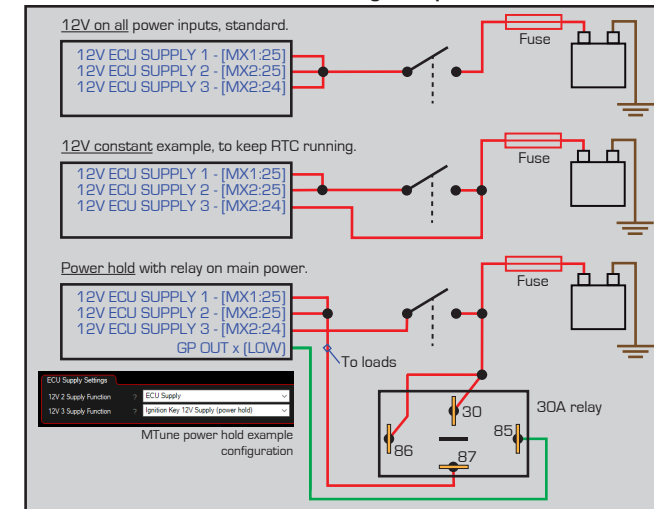 12V on all power inputs, standard.
Fuse
12V ECU SUPPLY 1 - [MX1:25]
12V ECU SUPPLY 2 - [MX2:25]
12V ECU SUPPLY 3 - [MX2:24]
12V constant example, to keep RTC running.
Fuse
12V ECU SUPPLY 1 - [MX1:25]
12V ECU SUPPLY 2 - [MX2:25]
12V ECU SUPPLY 3 - [MX2:24]
Power hold with relay on main power.
Fuse
12V ECU SUPPLY 1 - [MX1:25]
12V ECU SUPPLY 2 - [MX2:25]
12V ECU SUPPLY 3 - [MX2:24]
GP OUT x (LOW)
To loads
ECU Supply Settings
12V 2 Supply Function ? ECU Supply
12V 3 Supply Function ? Ignition Key 12V Supply (power hold)
MTune power hold example
configuration
30A relay
30
85
86
87